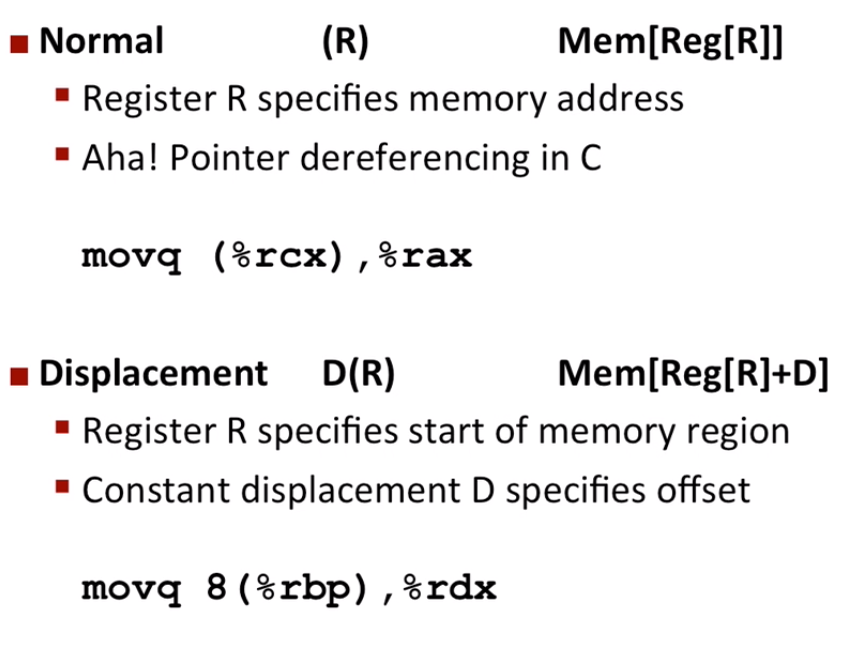 ■ Normal (R) Mem[Reg[R]]
■ Register R specifies memory address
■ Aha! Pointer dereferencing in C
movq (%rcx),%rax
■ Displacement D(R) Mem[Reg[R]+D]
■ Register R specifies start of memory region
■ Constant displacement D specifies offset
movq 8(%rbp),%rdx